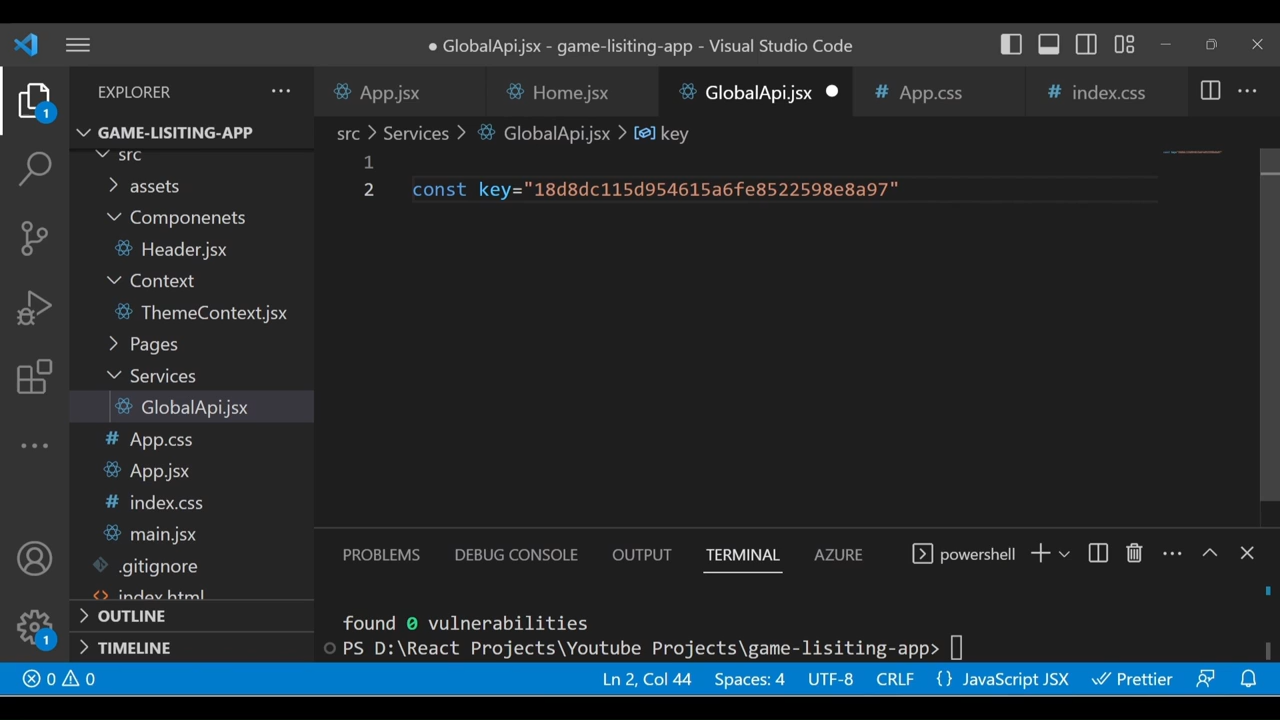 GlobalApi.jsx - game-lisiting-app - Visual Studio Code
EXPLORER
App.jsx
Home.jsx
GlobalApi.jsx
# App.css
# index.css
1
GAME-LISITING-APP
src > Services > GlobalApi.jsx > key
src
assets
Componenets
Header.jsx
Context
ThemeContext.jsx
Pages
Services
GlobalApi.jsx
# App.css
App.jsx
# index.css
main.jsx
.gitignore
<> index.html
OUTLINE
TIMELINE
1
1
2 const key="18d8dc115d954615a6fe8522598e8a97"
PROBLEMS
DEBUG CONSOLE
OUTPUT
TERMINAL
AZURE
powershell
found 0 vulnerabilities
PS D:\React Projects\Youtube Projects\game-lisiting-app>
0 0
Ln 2, Col 44
Spaces: 4
UTF-8
CRLF
{} JavaScript JSX
Prettier